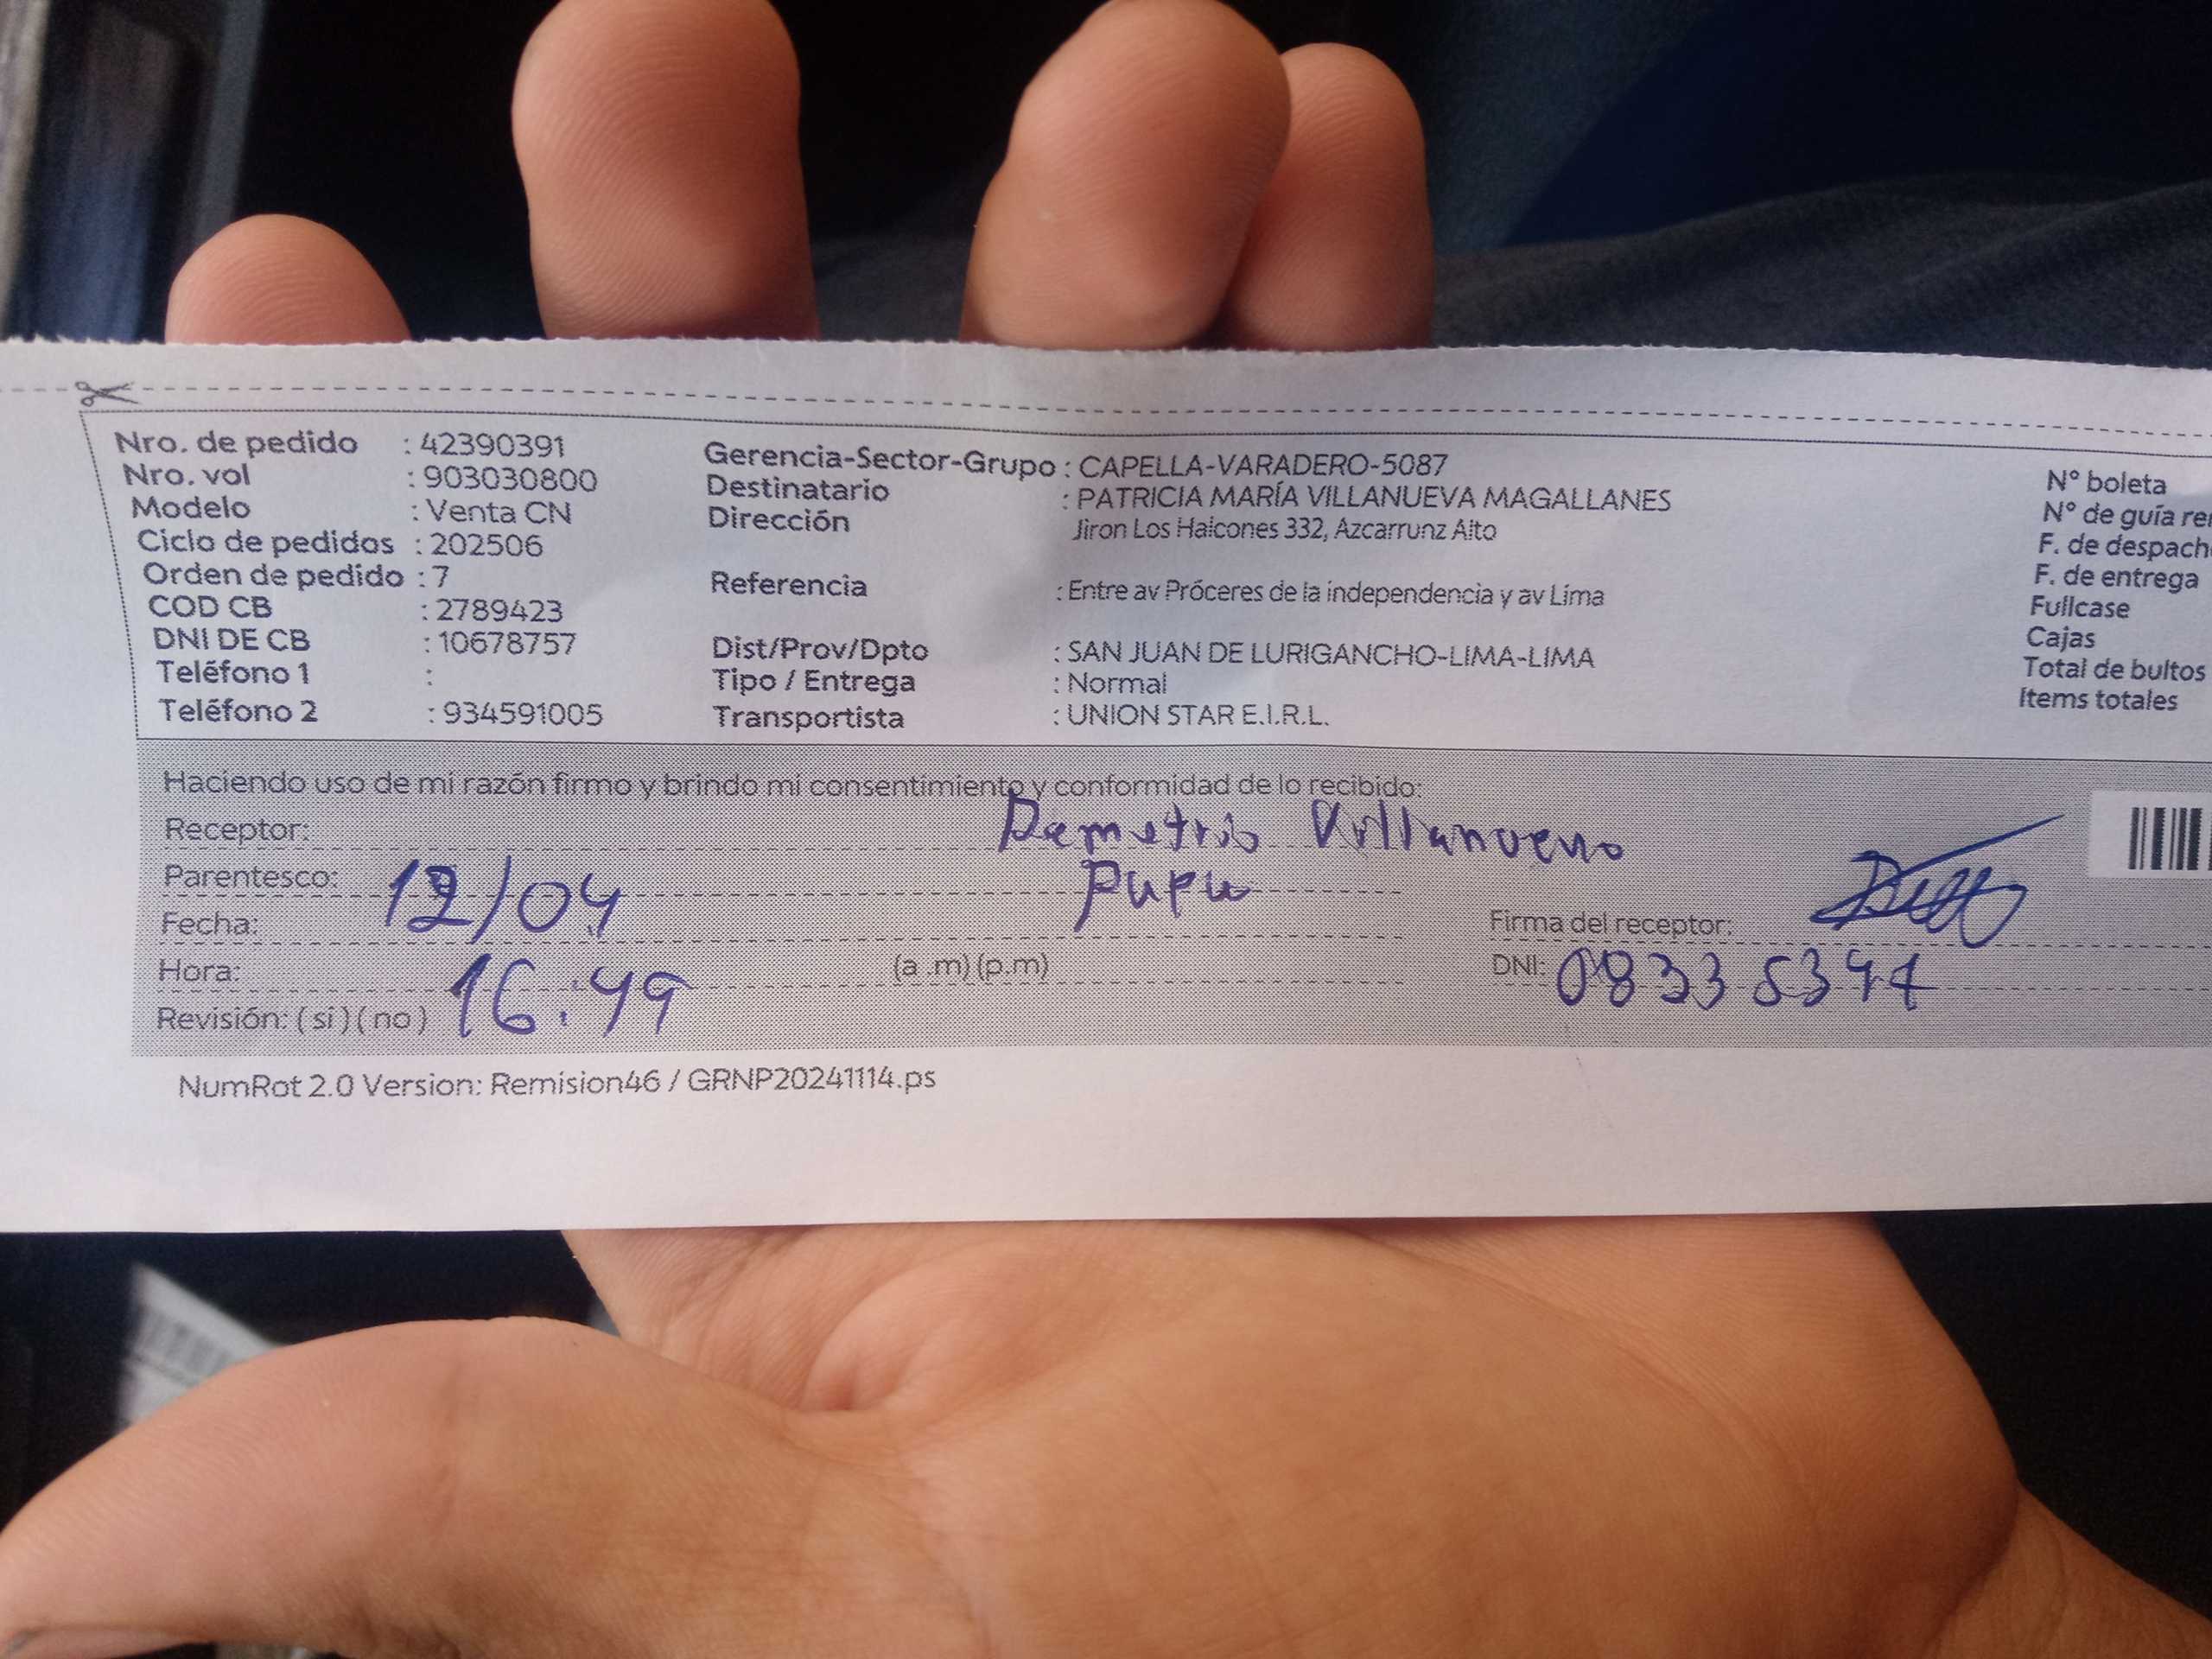 Nro. de pedido : 42390391
Nro. vol : 903030800
Modelo : Venta CN
Ciclo de pedidos : 202506
Orden de pedido : 7
COD CB : 2789423
DNI DE CB : 10678757
Teléfono 1 :
Teléfono 2 : 934591005
Gerencia-Sector-Grupo : CAPELLA-VARADERO-5087
Destinatario : PATRICIA MARÍA VILLANUEVA MAGALLANES
Dirección Jiron Los Halcones 332, Azcarrunz Alto
Referencia : Entre av Próceres de la independencia y av Lima
Dist/Prov/Dpto : SAN JUAN DE LURIGANCHO-LIMA-LIMA
Tipo / Entrega : Normal
Transportista : UNION STAR E.I.R.L.
N° boleta
N° de guía
F. de
F. de entrega
Fullcase
Cajas
Total de bultos
Items totales
Haciendo uso de mi razón firmo y brindo mi consentimiento y conformidad de lo recibido:
Receptor: Demetrio Villanueva
Parentesco: Papa
Fecha: 12/04
Firma del receptor:
Hora: 16:49 (a .m) (p.m)
DNI:
Revisión: ( si ) ( no )
NumRot 2.0 Version: Remision46 / GRNP20241114.ps